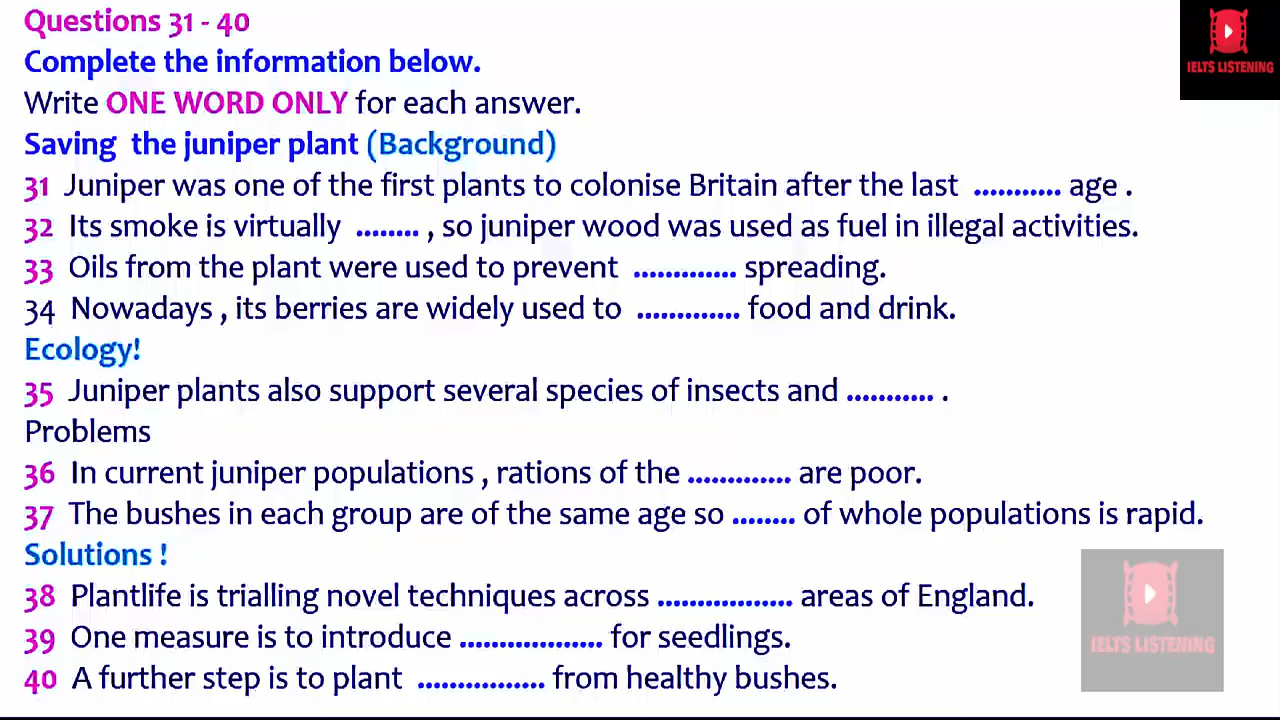 Questions 31 - 40
IELTS LISTENING
Complete the information below.
Write ONE WORD ONLY for each answer.
Saving the juniper plant (Background)
31 Juniper was one of the first plants to colonise Britain after the last ........... age .
32 Its smoke is virtually ........ , so juniper wood was used as fuel in illegal activities.
33 Oils from the plant were used to prevent ............. spreading.
34 Nowadays , its berries are widely used to ............. food and drink.
Ecology!
35 Juniper plants also support several species of insects and ........... .
Problems
36 In current juniper populations , rations of the ............. are poor.
37 The bushes in each group are of the same age so ........ of whole populations is rapid.
Solutions !
38 Plantlife is trialling novel techniques across ................. areas of England.
39 One measure is to introduce .................. for seedlings.
IELTS LISTENING
40 A further step is to plant ................ from healthy bushes.